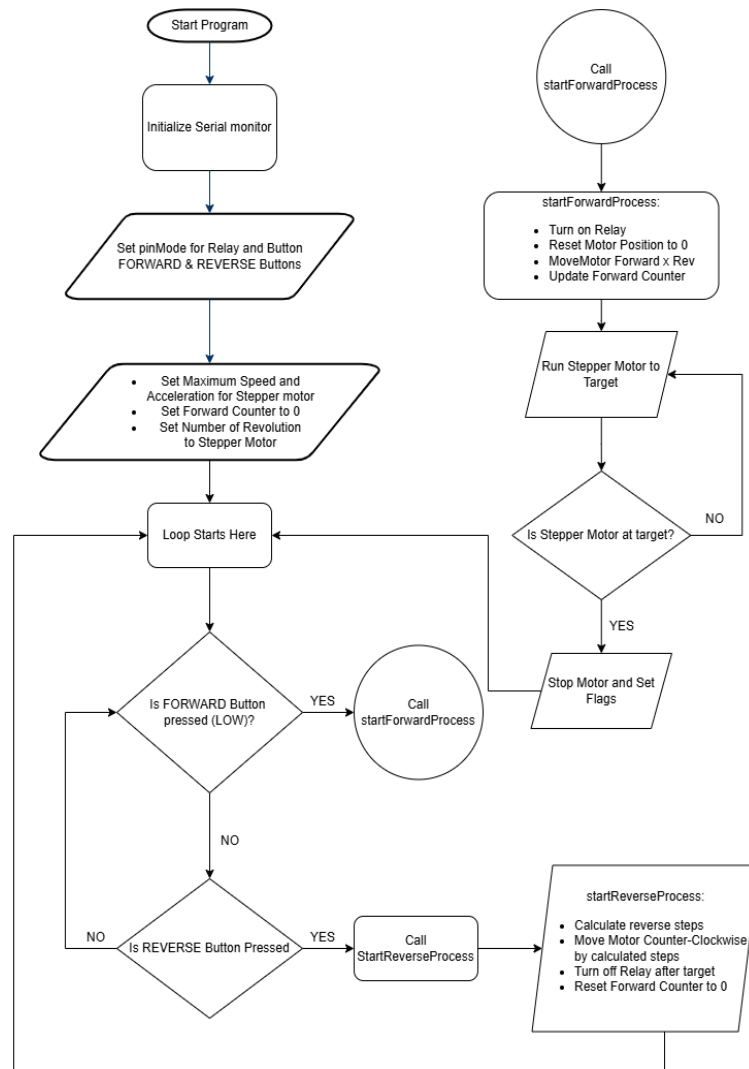 Start Program
Initialize Serial monitor
Set pinMode for Relay and Button
FORWARD & REVERSE Buttons
Set Maximum Speed and
Acceleration for Stepper motor
Set Forward Counter to 0
Set Number of Revolution
to Stepper Motor
Loop Starts Here
Is FORWARD Button
pressed (LOW)?
YES
Call
startForwardProcess
NO
Is REVERSE Button Pressed
NO
YES
Call
StartReverseProcess
startReverseProcess:
Calculate reverse steps
Move Motor Counter-Clockwise
by calculated steps
Turn off Relay after target
Reset Forward Counter to 0
Call
startForwardProcess
startForwardProcess:
Turn on Relay
Reset Motor Position to 0
MoveMotor Forward x Rev
Update Forward Counter
Run Stepper Motor to
Target
Is Stepper Motor at target?
NO
YES
Stop Motor and Set
Flags